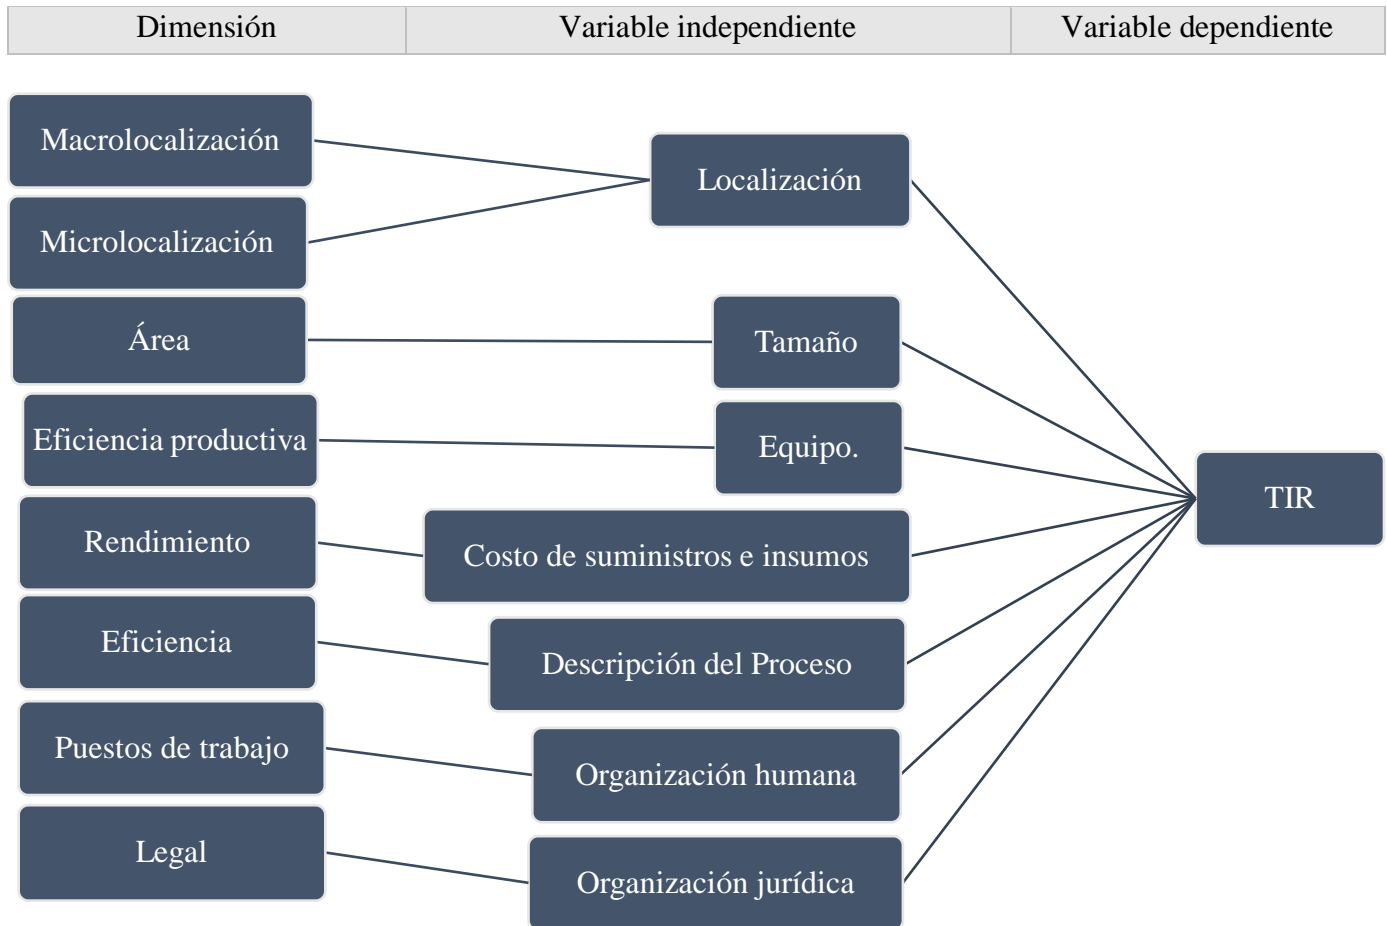 Dimensión
Variable independiente
Variable dependiente
Macrolocalización
Microlocalización
Área
Eficiencia productiva
Rendimiento
Eficiencia
Puestos de trabajo
Legal
Localización
Tamaño
Equipo.
Costo de suministros e insumos
Descripción del Proceso
Organización humana
Organización jurídica
TIR